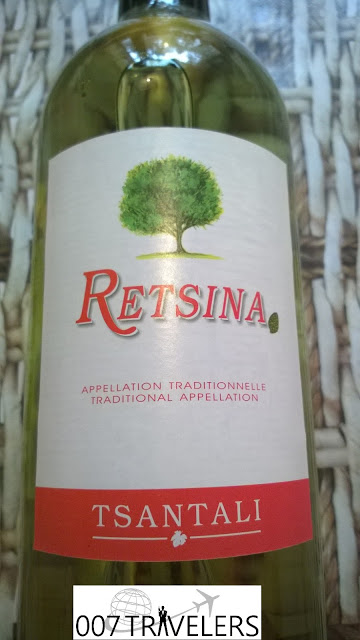 RETSINA
APPELLATION TRADITIONNELLE
TRADITIONAL APPELLATION
TSANTALI
007 TRAVELERS